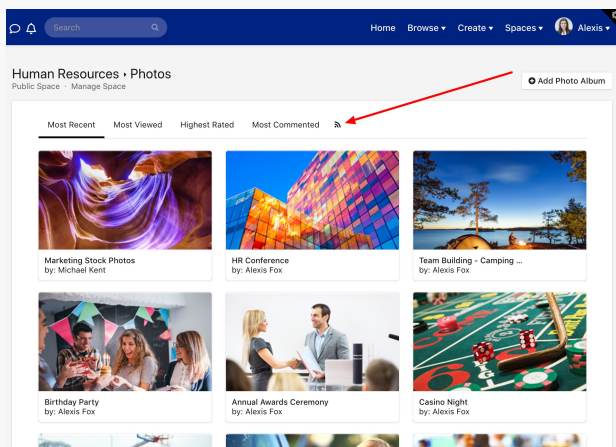 Search
Home Browse ▾ Create ▾ Spaces ▾ Alexis ▾
Human Resources › Photos
Public Space · Manage Space
Add Photo Album
Most Recent Most Viewed Highest Rated Most Commented
Marketing Stock Photos
by: Michael Kent
HR Conference
by: Alexis Fox
Team Building - Camping ...
by: Alexis Fox
Birthday Party
by: Alexis Fox
Annual Awards Ceremony
by: Alexis Fox
Casino Night
by: Alexis Fox